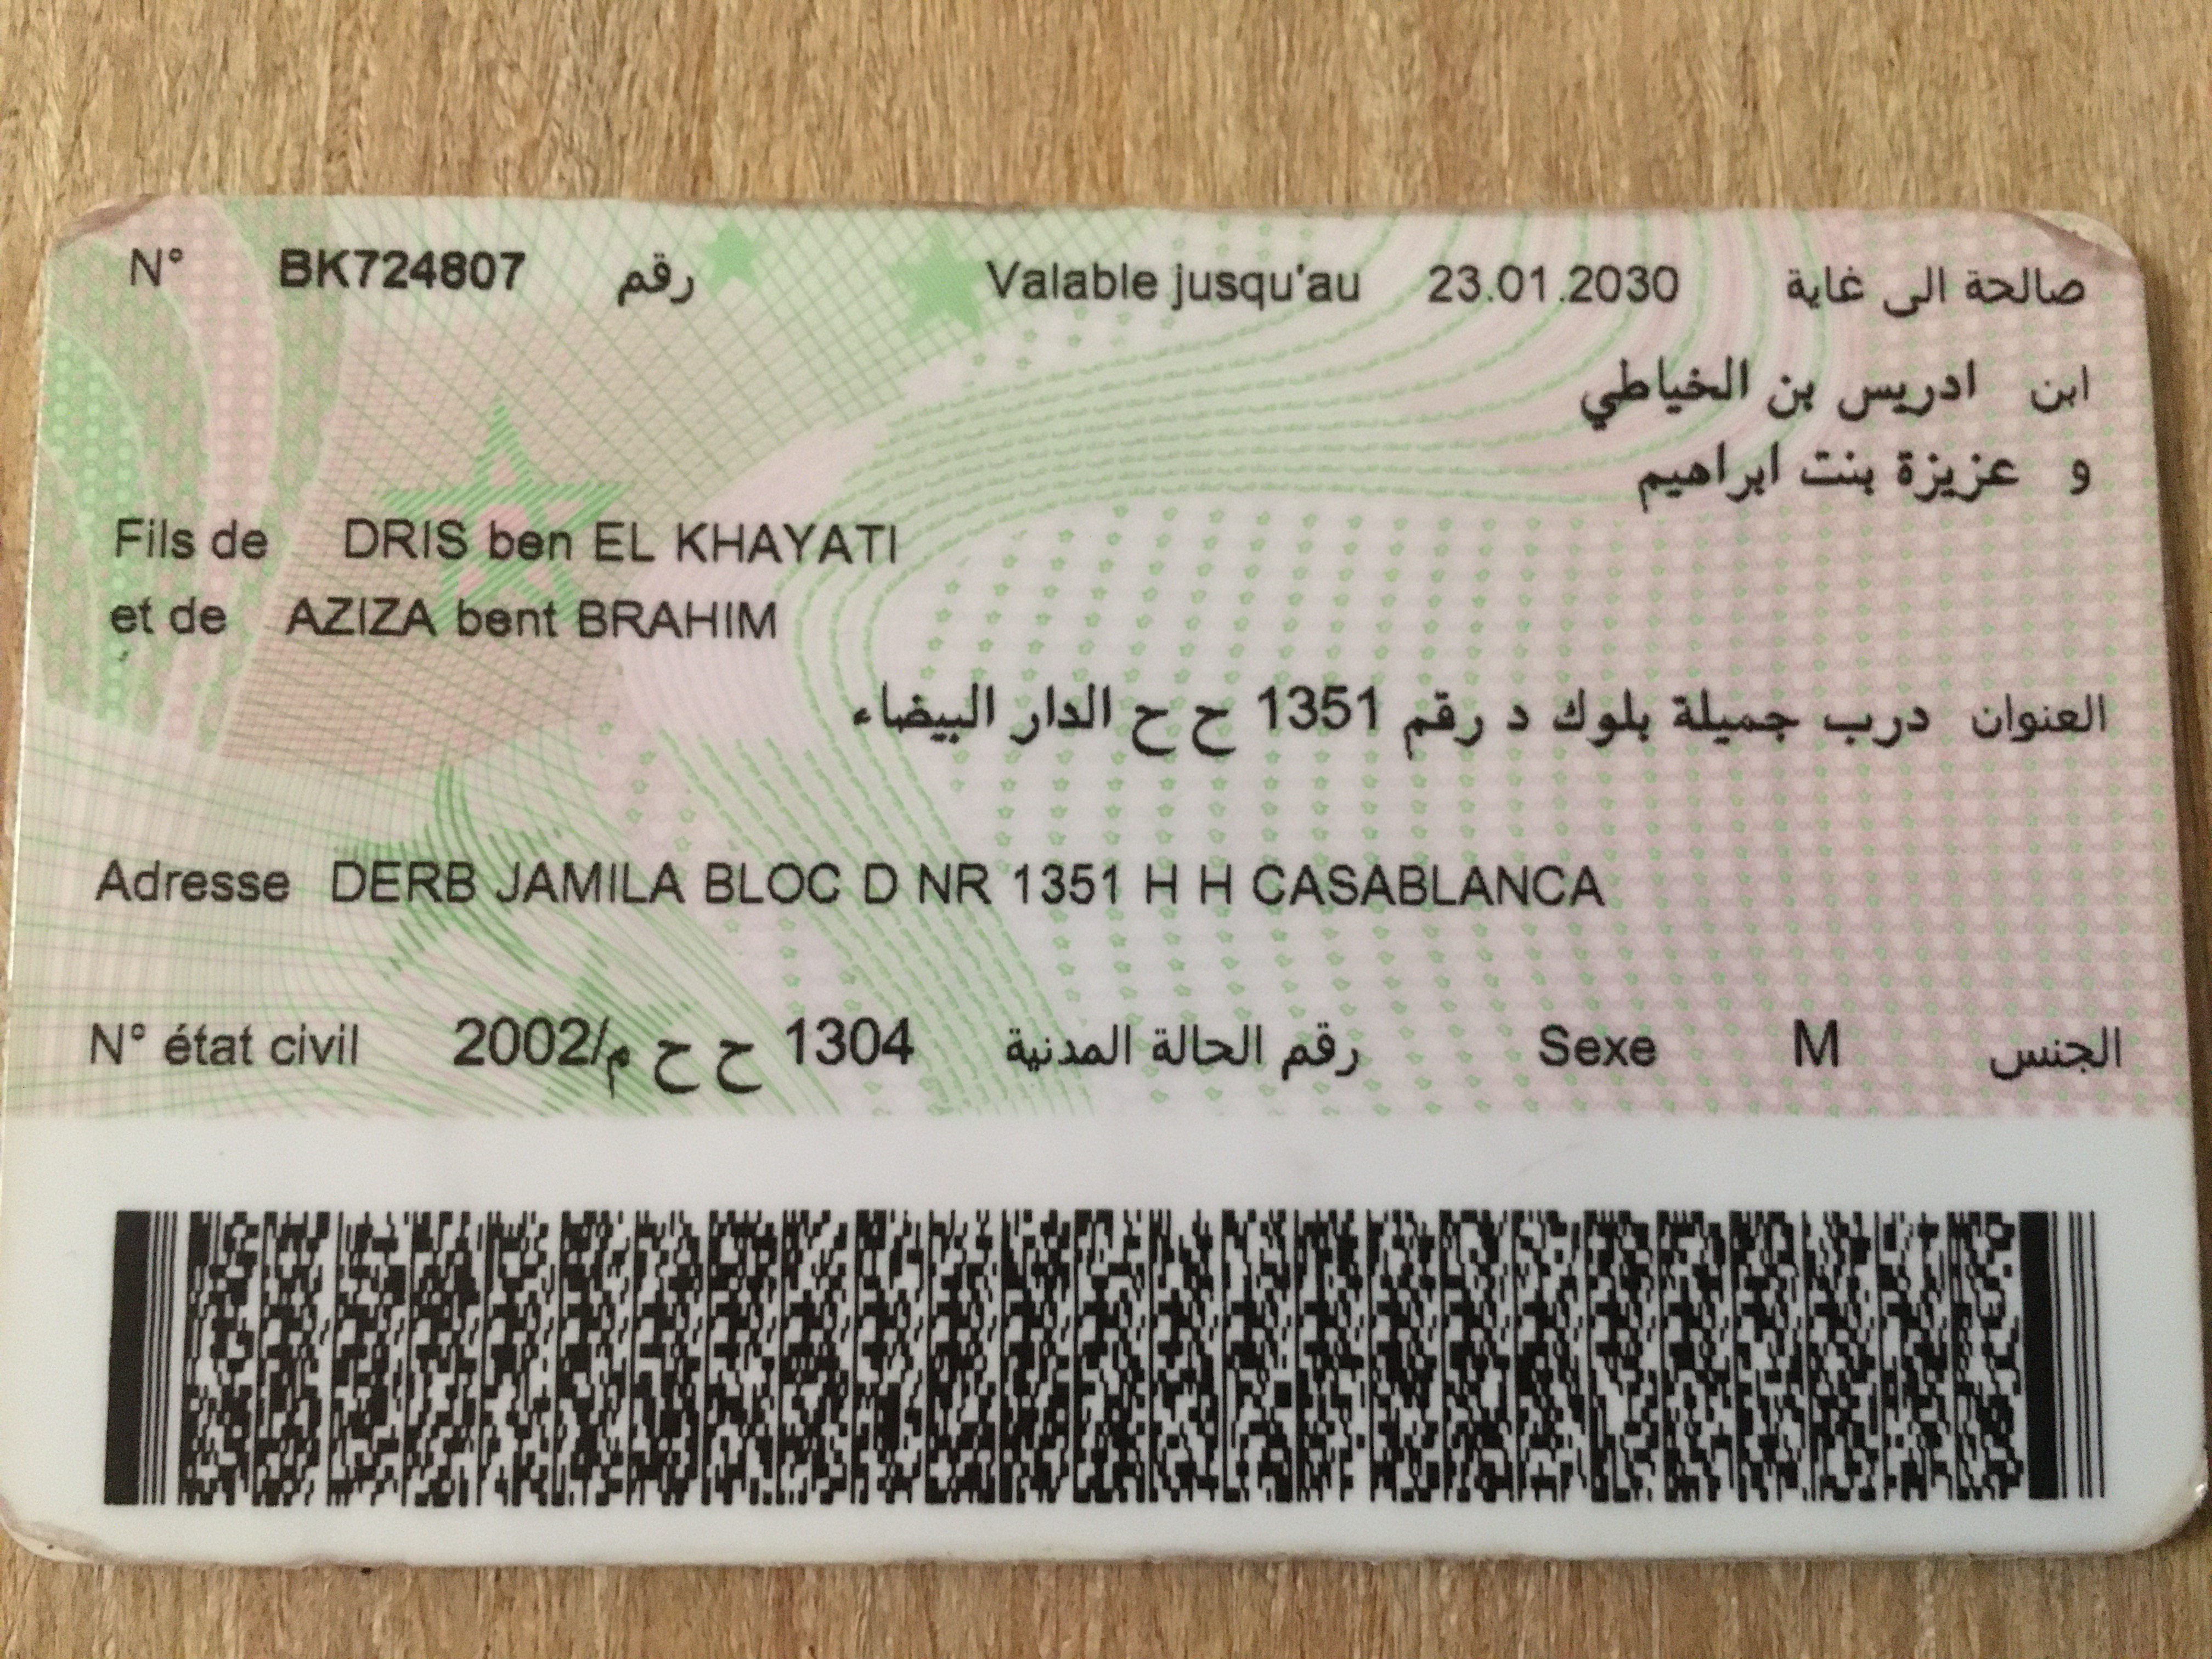 N° BK724807 رقم Valable jusqu'au 23.01.2030 صالحة الى غاية
ابن ادريس بن الخياطي
Fils de DRIS ben EL KHAYATI
و عزيزة بنت ابراهيم
et de AZIZA bent BRAHIM
العنوان درب جميلة بلوك د رقم 1351 ح ح الدار البيضاء
Adresse DERB JAMILA BLOC D NR 1351 H H CASABLANCA
N° état civil 2002/م ح ح 1304 رقم الحالة المدنية Sexe M الجنس